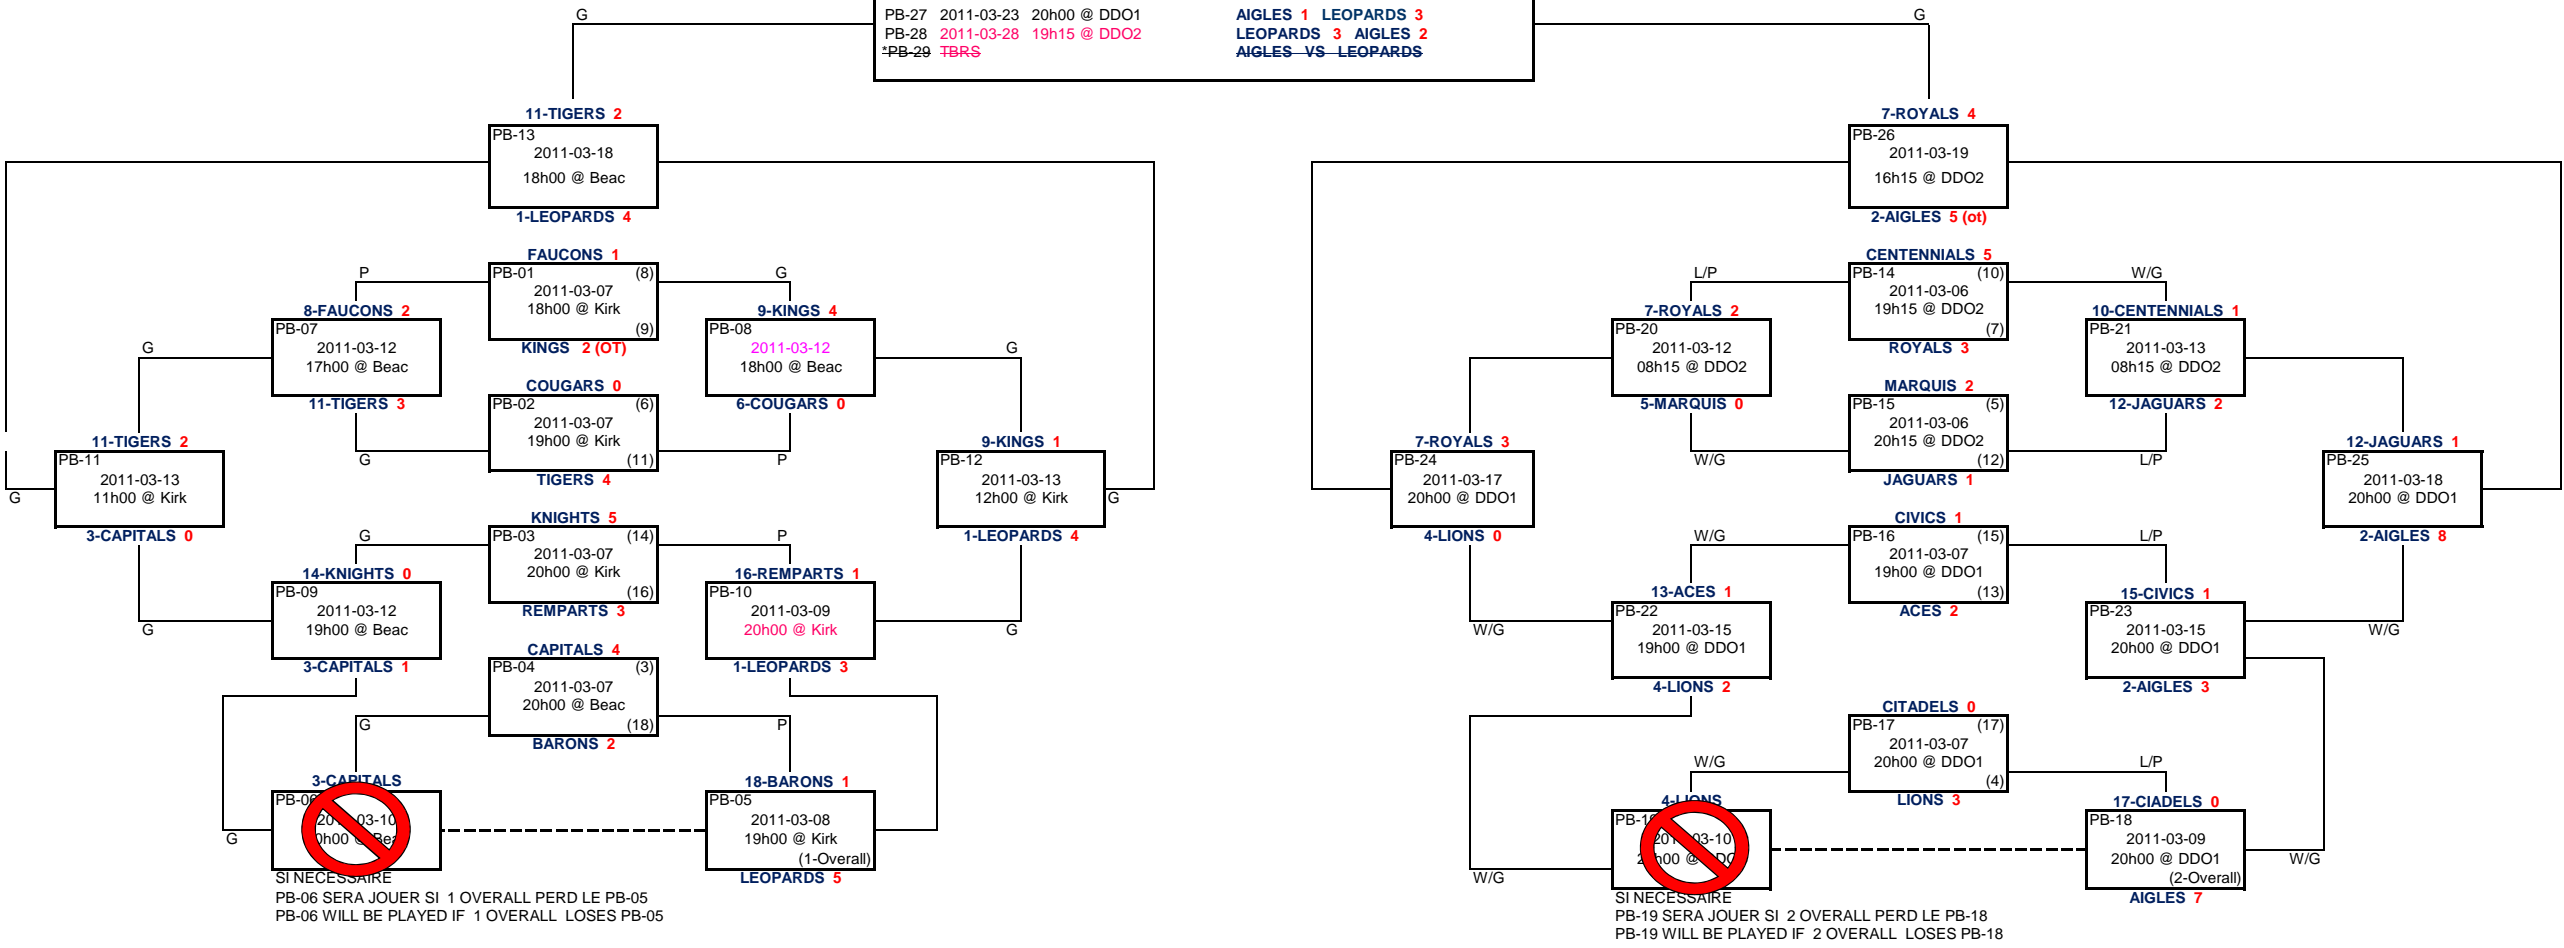 G
PB-27 2011-03-23 20h00 @ DDO1 AIGLES 1 LEOPARDS 3
G
PB-28 2011-03-28 19h15 @ DDO2 LEOPARDS 3 AIGLES 2
*PB-29 TBRS AIGLES VS LEOPARDS
11-TIGERS 2
PB-13
2011-03-18
18h00 @ Beac
1-LEOPARDS 4
FAUCONS 1
P
PB-01 (8)
G
2011-03-07
18h00 @ Kirk
(9)
KINGS 2 (OT)
8-FAUCONS 2
PB-07
2011-03-12
17h00 @ Beac
11-TIGERS 3
9-KINGS 4
PB-08
2011-03-12
18h00 @ Beac
6-COUGARS 0
G
G
COUGARS 0
PB-02 (6)
2011-03-07
19h00 @ Kirk
(11)
TIGERS 4
G
P
11-TIGERS 2
PB-11
2011-03-13
11h00 @ Kirk
3-CAPITALS 0
G
9-KINGS 1
PB-12
2011-03-13
12h00 @ Kirk
G
1-LEOPARDS 4
KNIGHTS 5
G
PB-03 (14)
P
2011-03-07
20h00 @ Kirk
(16)
REMPARTS 3
14-KNIGHTS 0
PB-09
2011-03-12
19h00 @ Beac
3-CAPITALS 1
G
16-REMPARTS 1
PB-10
2011-03-09
20h00 @ Kirk
1-LEOPARDS 3
G
CAPITALS 4
PB-04 (3)
2011-03-07
20h00 @ Beac
(18)
BARONS 2
G
P
3-CAPITALS
G
SI NECESSAIRE
PB-06 SERA JOUER SI 1 OVERALL PERD LE PB-05
PB-06 WILL BE PLAYED IF 1 OVERALL LOSES PB-05
18-BARONS 1
PB-05
2011-03-08
19h00 @ Kirk
(1-Overall)
LEOPARDS 5
7-ROYALS 4
PB-26
2011-03-19
16h15 @ DDO2
2-AIGLES 5 (ot)
CENTENNIALS 5
L/P
PB-14 (10)
W/G
2011-03-06
19h15 @ DDO2
(7)
ROYALS 3
7-ROYALS 2
PB-20
2011-03-12
08h15 @ DDO2
5-MARQUIS 0
10-CENTENNIALS 1
PB-21
2011-03-13
08h15 @ DDO2
12-JAGUARS 2
MARQUIS 2
PB-15 (5)
2011-03-06
20h15 @ DDO2
(12)
JAGUARS 1
W/G
L/P
7-ROYALS 3
PB-24
2011-03-17
20h00 @ DDO1
4-LIONS 0
12-JAGUARS 1
PB-25
2011-03-18
20h00 @ DDO1
2-AIGLES 8
CIVICS 1
W/G
PB-16 (15)
L/P
2011-03-07
19h00 @ DDO1
(13)
ACES 2
13-ACES 1
PB-22
2011-03-15
19h00 @ DDO1
4-LIONS 2
W/G
15-CIVICS 1
PB-23
2011-03-15
20h00 @ DDO1
2-AIGLES 3
W/G
CITADELS 0
PB-17 (17)
2011-03-07
20h00 @ DDO1
(4)
LIONS 3
W/G
L/P
4-LIONS
W/G
SI NECESSAIRE
PB-19 SERA JOUER SI 2 OVERALL PERD LE PB-18
PB-19 WILL BE PLAYED IF 2 OVERALL LOSES PB-18
17-CIADELS 0
PB-18
2011-03-09
20h00 @ DDO1
(2-Overall)
W/G
AIGLES 7